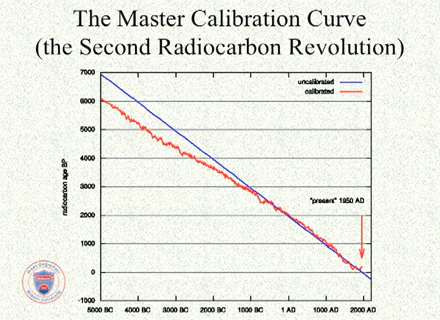 The Master Calibration Curve
(the Second Radiocarbon Revolution)
7000
6000
5000
4000
3000
2000
1000
0
-1000
radiocarbon age BP
uncalibrated
calibrated
"present" 1950 AD
5000 BC 4000 BC 3000 BC 2000 BC 1000 BC 1 AD 1000 AD 2000 AD